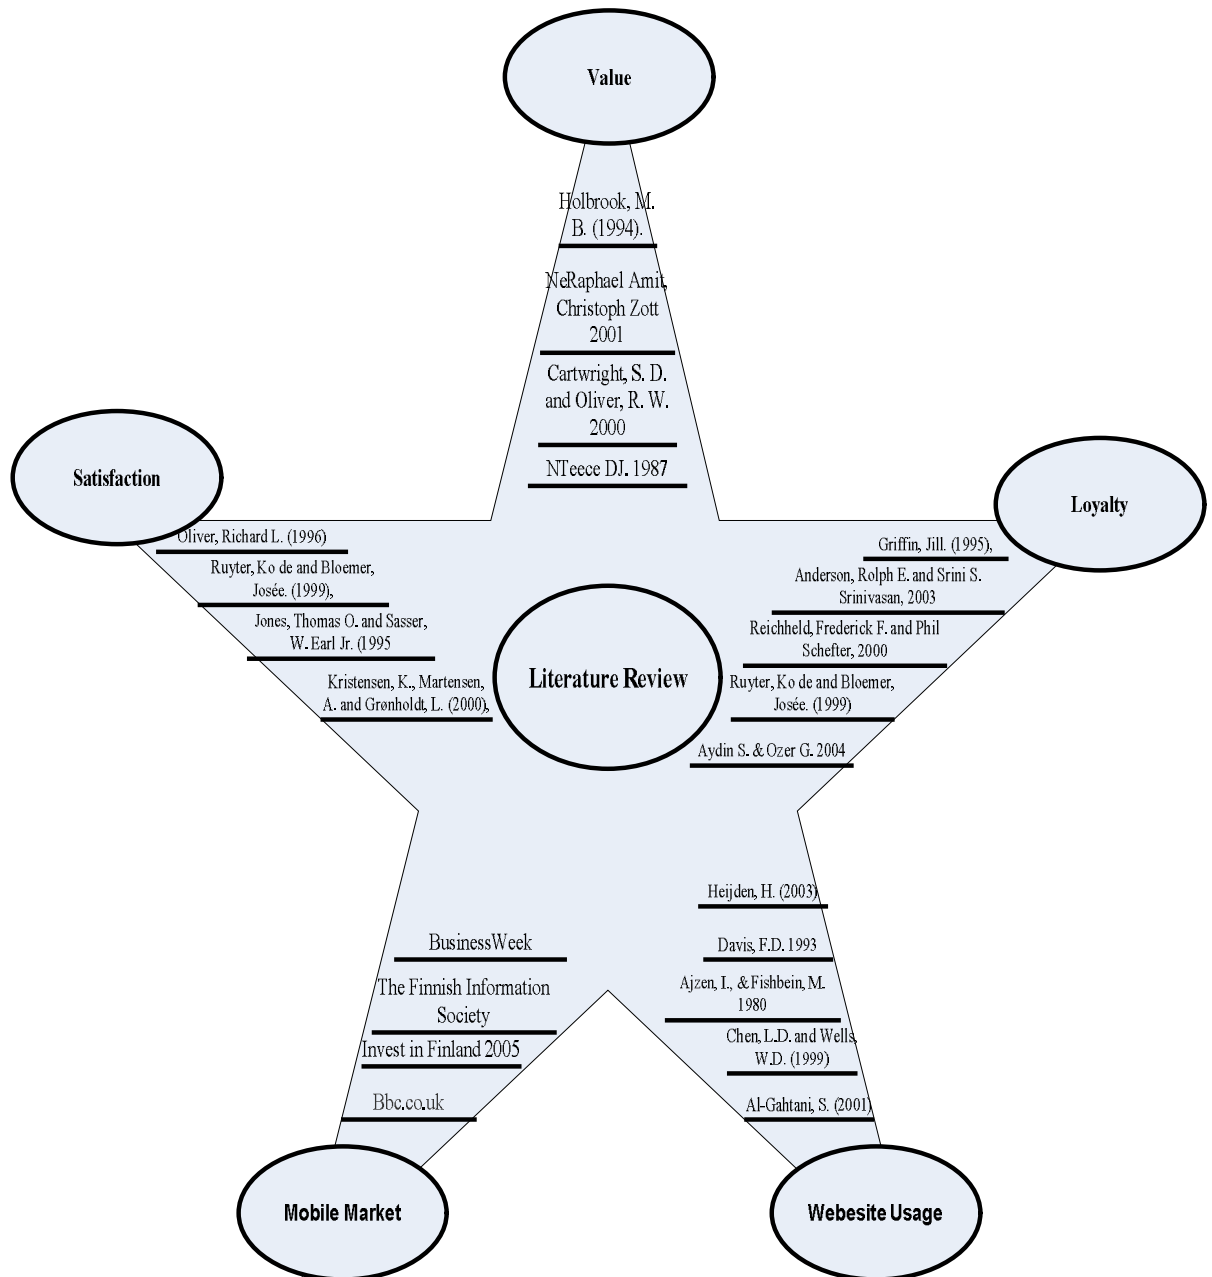 Value
Holbrook, M.
B. (1994).
NeRaphael Amit,
Christoph Zott
2001
Cartwright, S. D.
and Oliver, R. W.
2000
NTeece DJ. 1987
Satisfaction
Oliver, Richard L. (1996)
Ruyter, Ko de and Bloemer,
Josée. (1999),
Jones, Thomas O. and Sasser,
W. Earl Jr. (1995
Kristensen, K., Martensen,
A. and Grønholdt, L. (2000),
Literature Review
Loyalty
Griffin, Jill. (1995),
Anderson, Rolph E. and Srini S.
Srinivasan, 2003
Reichheld, Frederick F. and Phil
Schefter, 2000
Ruyter, Ko de and Bloemer,
Josée. (1999)
Aydin S. & Ozer G. 2004
BusinessWeek
The Finnish Information
Society
Invest in Finland 2005
Bbc.co.uk
Mobile Market
Heijden, H. (2003)
Davis, F.D. 1993
Ajzen, I., & Fishbein, M.
1980
Chen, L.D. and Wells,
W.D. (1999)
Al-Gahtani, S. (2001)
Webesite Usage